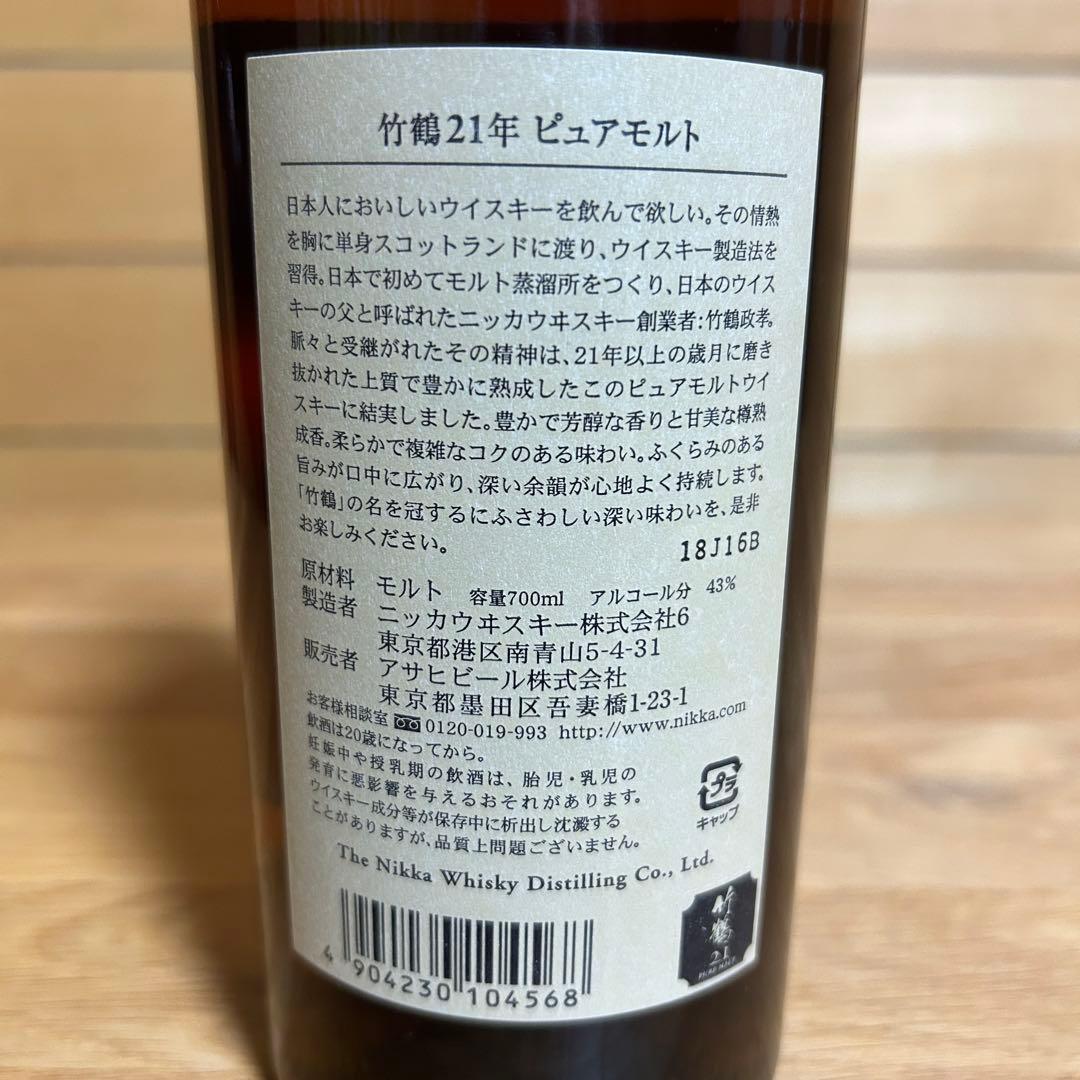 竹鶴21年 ピュアモルト
日本人においしいウイスキーを飲んで欲しい。その情熱
を胸に単身スコットランドに渡り、ウイスキー製造法を
習得。日本で初めてモルト蒸溜所をつくり、日本のウイス
キーの父と呼ばれたニッカウヰスキー創業者:竹鶴政孝。
脈々と受継がれたその精神は、21年以上の歳月に磨き
抜かれた上質で豊かに熟成したこのピュアモルトウイ
スキーに結実しました。豊かで芳醇な香りと甘美な樽熟
成香。柔らかで複雑なコクのある味わい。ふくらみのある
旨みが口中に広がり、深い余韻が心地よく持続します。
「竹鶴」の名を冠するにふさわしい深い味わいを、是非
お楽しみください。
18J16B
原材料 モルト 容量700ml アルコール分 43%
製造者 ニッカウヰスキー株式会社6
東京都港区南青山5-4-31
販売者 アサヒビール株式会社
東京都墨田区吾妻橋1-23-1
お客様相談室 0120-019-993 http://www.nikka.com
飲酒は20歳になってから。
妊娠中や授乳期の飲酒は、胎児・乳児の
発育に悪影響を与えるおそれがあります。
ウイスキー成分等が保存中に析出し沈澱する
ことがありますが、品質上問題ございません。
プラ
キャップ
The Nikka Whisky Distilling Co., Ltd.
竹鶴
21
PURE MALT
4 904230 104568